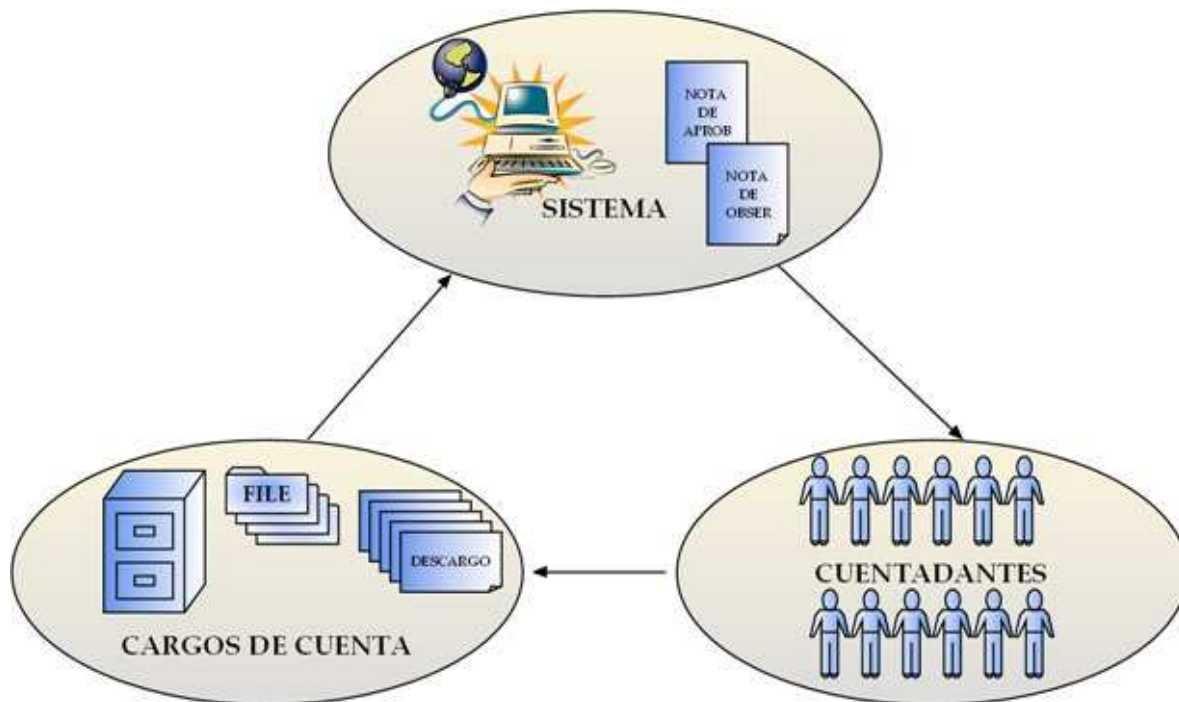 NOTA
DE
APROB
NOTA
DE
OBSER
SISTEMA
FILE
DESCARGO
CARGOS DE CUENTA
CUENTADANTES